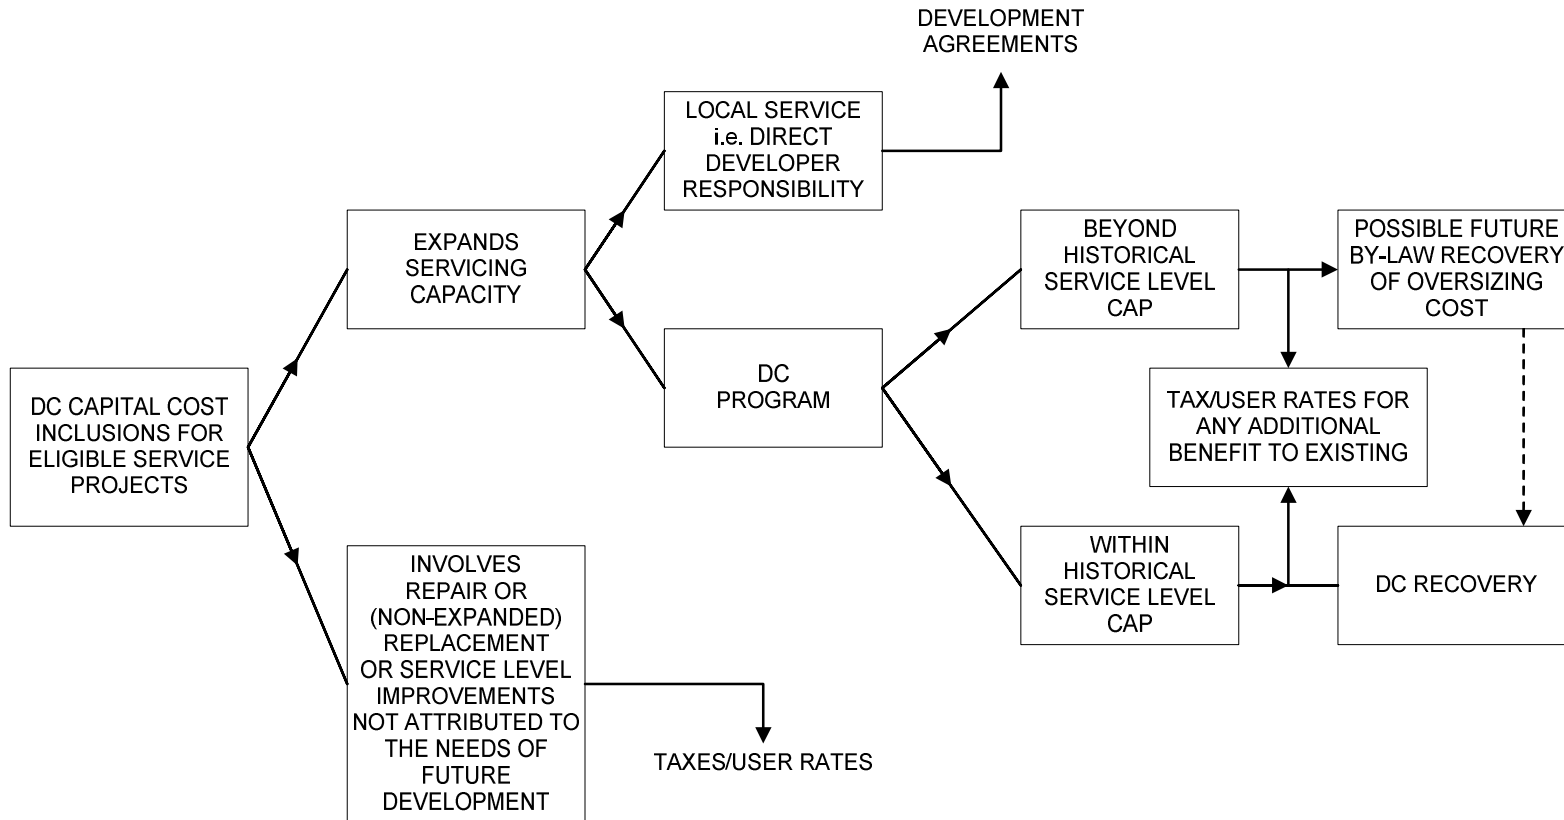 DEVELOPMENT
AGREEMENTS
LOCAL SERVICE
i.e. DIRECT
DEVELOPER
RESPONSIBILITY
EXPANDS
SERVICING
CAPACITY
BEYOND
HISTORICAL
SERVICE LEVEL
CAP
POSSIBLE FUTURE
BY-LAW RECOVERY
OF OVERSIZING
COST
DC
PROGRAM
DC CAPITAL COST
INCLUSIONS FOR
ELIGIBLE SERVICE
PROJECTS
TAX/USER RATES FOR
ANY ADDITIONAL
BENEFIT TO EXISTING
INVOLVES
REPAIR OR
(NON-EXPANDED)
REPLACEMENT
OR SERVICE LEVEL
IMPROVEMENTS
NOT ATTRIBUTED TO
THE NEEDS OF
FUTURE
DEVELOPMENT
WITHIN
HISTORICAL
SERVICE LEVEL
CAP
DC RECOVERY
TAXES/USER RATES